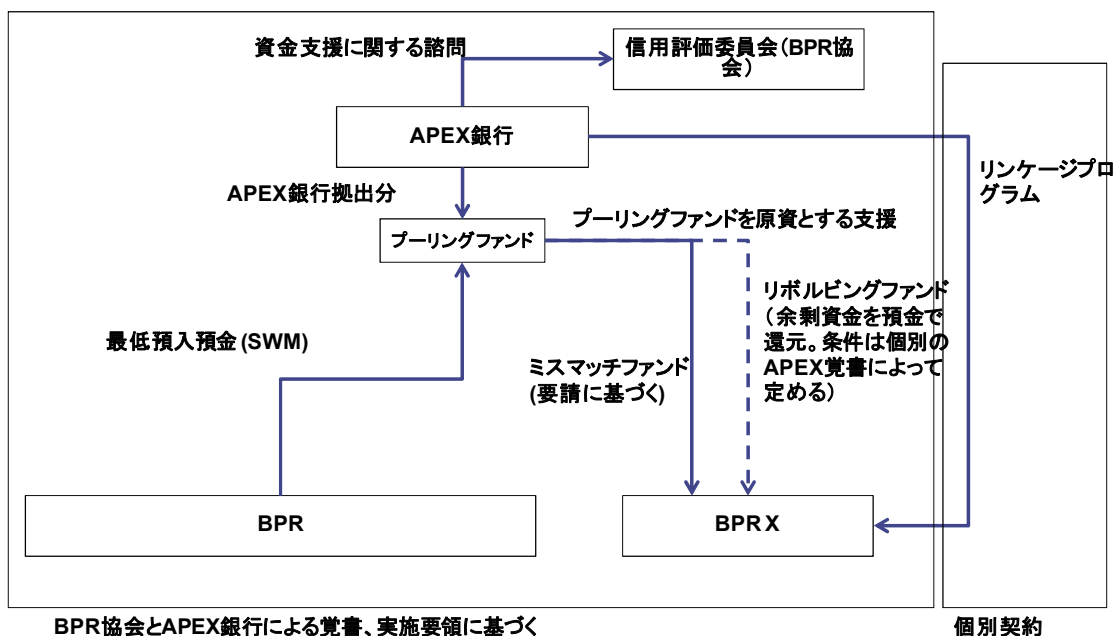 資金支援に関する諮問
信用評価委員会(BPR協
会)
APEX銀行
リンケージプロ
グラム
APEX銀行拠出分
プーリングファンドを原資とする支援
プーリングファンド
リボルビングファンド
(余剰資金を預金で
還元。条件は個別の
APEX覚書によって
定める)
最低預入預金 (SWM)
ミスマッチファンド
(要請に基づく)
BPR
BPR X
BPR協会とAPEX銀行による覚書、実施要領に基づく
個別契約